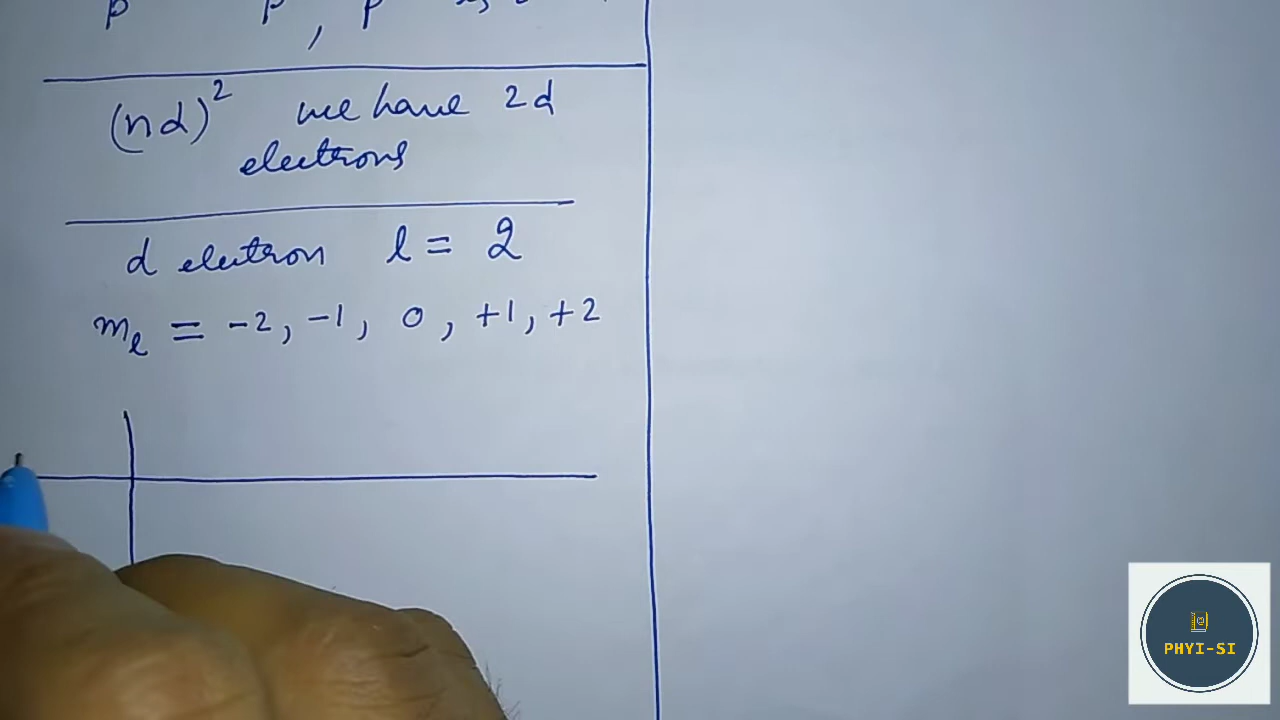 p p , p
(nd)² we have 2d
electrons
d electron l = 2
mₗ = -2, -1, 0, +1, +2
PHYI-SI